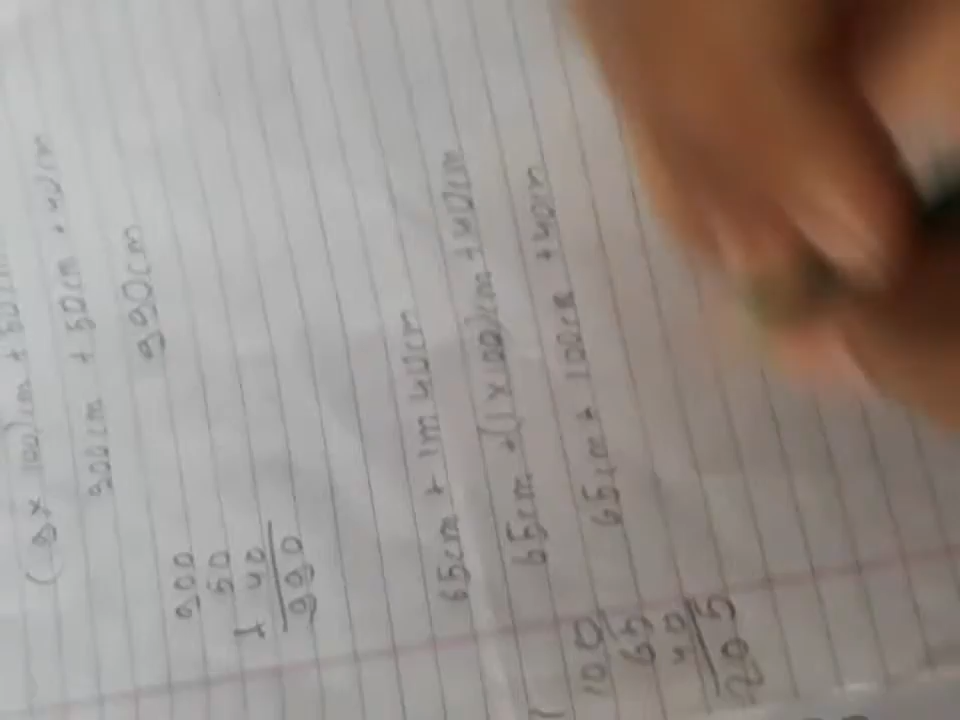 (9 x 100)cm + 50cm
900cm + 50cm + 40cm
990cm
900
50
+ 40
990
65cm + 1m 40cm
65cm + (1 x 100)cm + 40cm
65cm + 100cm + 40cm
100
65
40
205